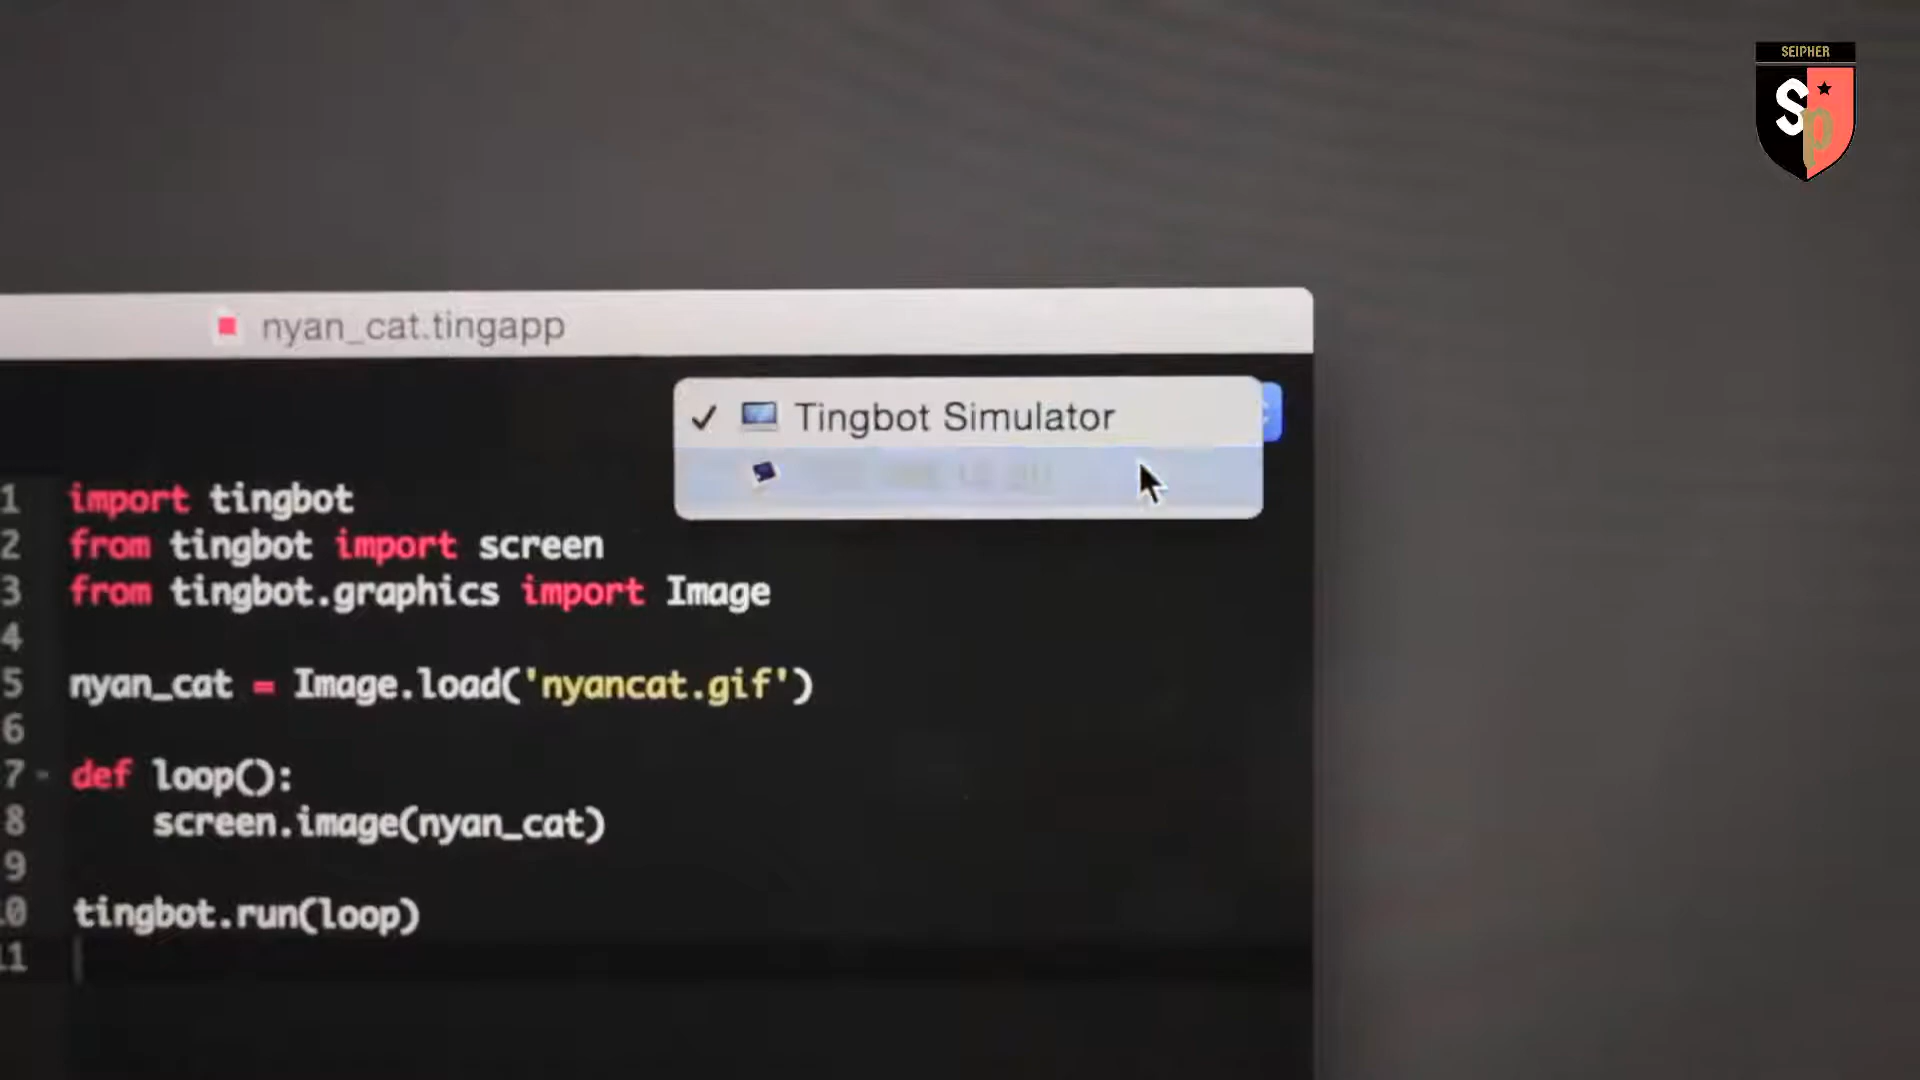 SEIPHER
Sp
nyan_cat.tingapp
✓ Tingbot Simulator
1 import tingbot
2 from tingbot import screen
3 from tingbot.graphics import Image
4
5 nyan_cat = Image.load('nyancat.gif')
6
7 def loop():
8     screen.image(nyan_cat)
9
10 tingbot.run(loop)
11